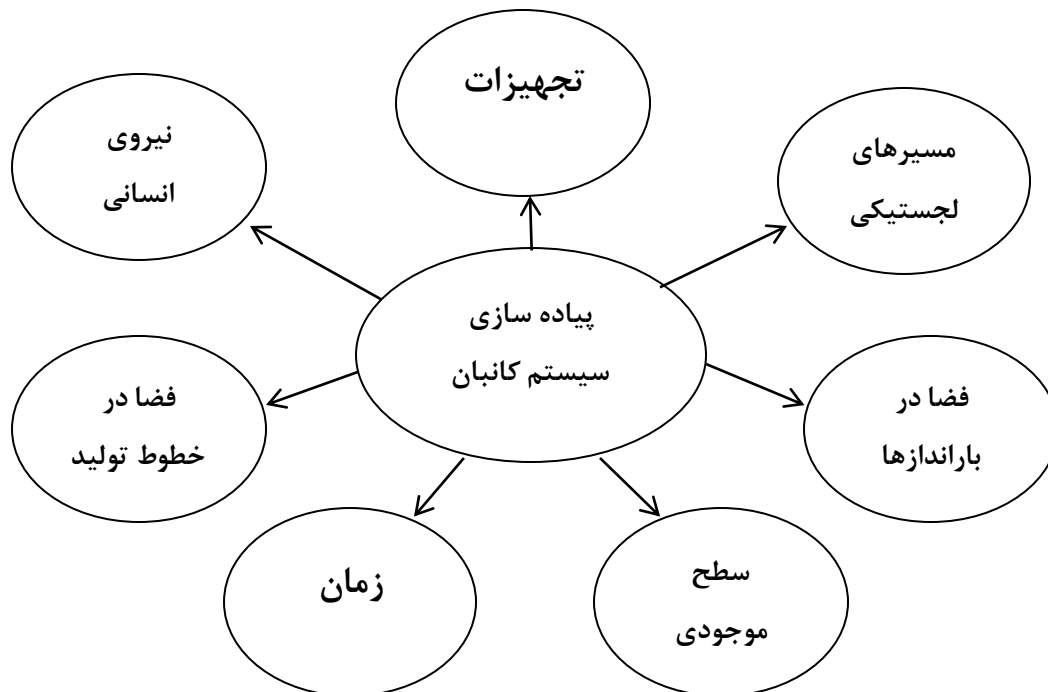 تجهیزات
نیروی
انسانی
مسیرهای
لجستیکی
پیاده سازی
سیستم کانبان
فضا در
خطوط تولید
فضا در
باراندازها
زمان
سطح
موجودی